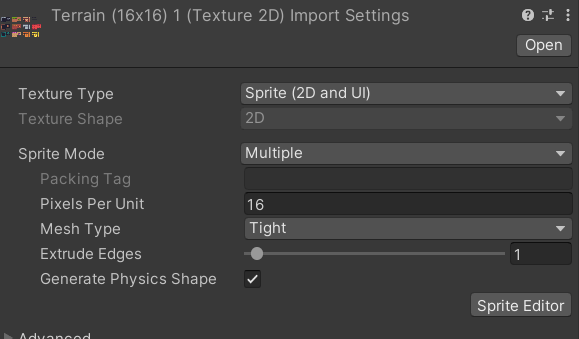 Terrain (16x16) 1 (Texture 2D) Import Settings
Open
Texture Type Sprite (2D and UI)
Texture Shape 2D
Sprite Mode Multiple
Packing Tag
Pixels Per Unit 16
Mesh Type Tight
Extrude Edges 1
Generate Physics Shape
Sprite Editor
Advanced